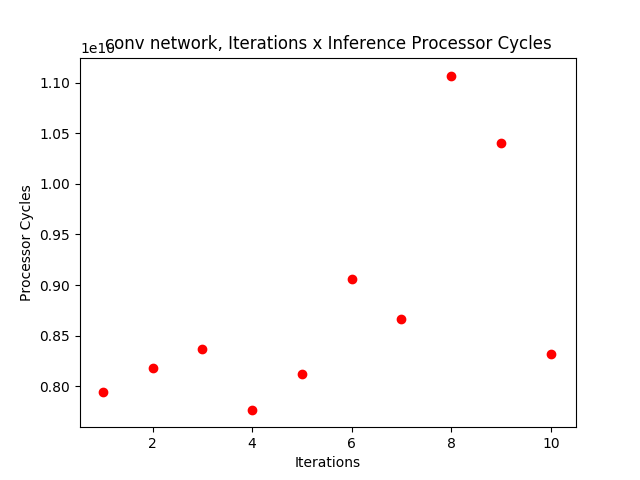 conv network, Iterations x Inference Processor Cycles
1e10
1.10
1.05
1.00
0.95
0.90
0.85
0.80
Processor Cycles
2 4 6 8 10
Iterations